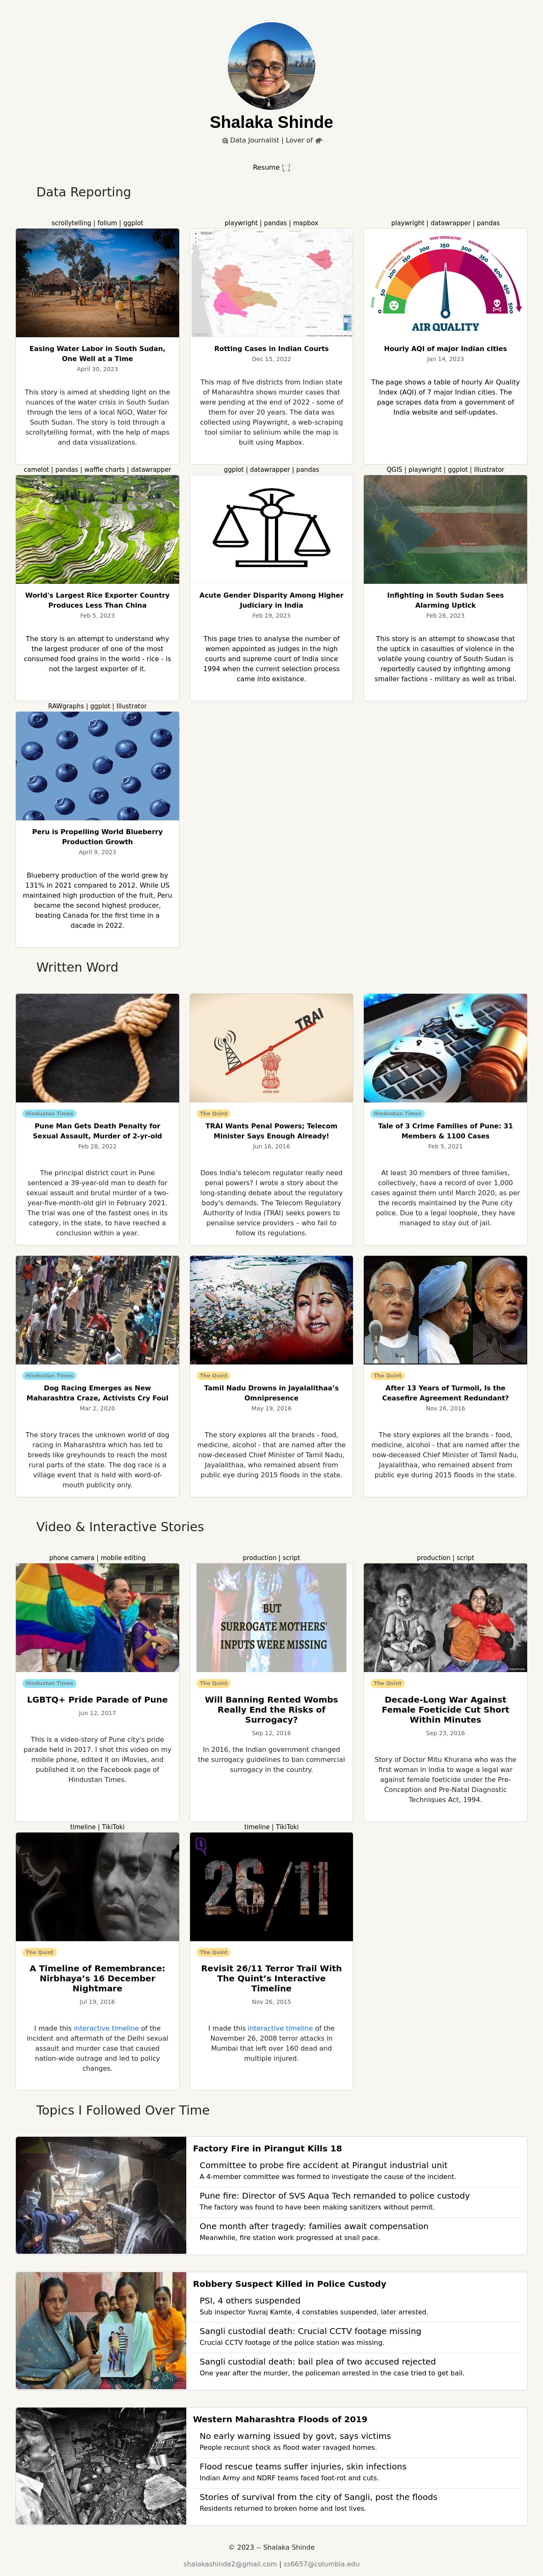 Shalaka Shinde
Data Journalist | Lover of
Resume
Data Reporting
scrollytelling | folium | ggplot
Easing Water Labor in South Sudan,
One Well at a Time
April 30, 2023
This story is aimed at shedding light on the
nuances of the water crisis in South Sudan
through the lens of a local NGO, Water for
South Sudan. The story is told through a
scrollytelling format, with the help of maps
and data visualizations.
playwright | pandas | mapbox
Rotting Cases in Indian Courts
Dec 15, 2022
This map of five districts from Indian state
of Maharashtra shows murder cases that
were pending at the end of 2022 - some of
them for over 20 years. The data was
collected using Playwright, a web-scraping
tool similar to selinium while the map is
built using Mapbox.
playwright | datawrapper | pandas
0
50
100
150
200
250
300
350
400
450
500
AIR QUALITY
Hourly AQI of major Indian cities
Jan 14, 2023
The page shows a table of hourly Air Quality
Index (AQI) of 7 major Indian cities. The
page scrapes data from a government of
India website and self-updates.
camelot | pandas | waffle charts | datawrapper
World's Largest Rice Exporter Country
Produces Less Than China
Feb 5, 2023
The story is an attempt to understand why
the largest producer of one of the most
consumed food grains in the world - rice - is
not the largest exporter of it.
ggplot | datawrapper | pandas
Acute Gender Disparity Among Higher
Judiciary in India
Feb 19, 2023
This page tries to analyse the number of
women appointed as judges in the high
courts and supreme court of India since
1994 when the current selection process
came into existance.
QGIS | playwright | ggplot | Illustrator
Infighting in South Sudan Sees
Alarming Uptick
Feb 26, 2023
This story is an attempt to showcase that
the uptick in casualties of violence in the
volatile young country of South Sudan is
reportedly caused by infighting among
smaller factions - military as well as tribal.
RAWgraphs | ggplot | Illustrator
Peru is Propelling World Blueberry
Production Growth
April 9, 2023
Blueberry production of the world grew by
131% in 2021 compared to 2012. While US
maintained high production of the fruit, Peru
became the second highest producer,
beating Canada for the first time in a
dacade in 2022.
Written Word
Hindustan Times
Pune Man Gets Death Penalty for
Sexual Assault, Murder of 2-yr-old
Feb 28, 2022
The principal district court in Pune
sentenced a 39-year-old man to death for
sexual assault and brutal murder of a two-
year-five-month-old girl in February 2021.
The trial was one of the fastest ones in its
category, in the state, to have reached a
conclusion within a year.
TRAI
The Quint
TRAI Wants Penal Powers; Telecom
Minister Says Enough Already!
Jun 16, 2016
Does India’s telecom regulator really need
penal powers? I wrote a story about the
long-standing debate about the regulatory
body's regulations. The Telecom Regulatory
Authority of India (TRAI) seeks powers to
penalise service providers – who fail to
follow its regulations.
Hindustan Times
Tale of 3 Crime Families of Pune: 31
Members & 1100 Cases
Feb 5, 2021
At least 30 members of three families,
collectively, have a record of over 1,000
cases against them until March 2020, as per
the records maintained by the Pune city
police. Due to a legal loophole, they have
managed to stay out of jail.
Hindustan Times
Dog Racing Emerges as New
Maharashtra Craze, Activists Cry Foul
Mar 2, 2020
The story traces the unknown world of dog
racing in Maharashtra which has led to
breeds like greyhounds to reach the most
rural parts of the state. The dog race is a
village event that is held with word-of-
mouth publicity only.
The Quint
Tamil Nadu Drowns in Jayalalithaa’s
Omnipresence
May 19, 2016
The story explores all the brands - food,
medicine, alcohol - that are named after the
now-deceased Chief Minister of Tamil Nadu,
Jayalalithaa, who remained absent from
public eye during 2015 floods in the state.
The Quint
After 13 Years of Turmoil, Is the
Ceasefire Agreement Redundant?
Nov 26, 2016
The story explores all the brands - food,
medicine, alcohol - that are named after the
now-deceased Chief Minister of Tamil Nadu,
Jayalalithaa, who remained absent from
public eye during 2015 floods in the state.
Video & Interactive Stories
phone camera | mobile editing
Hindustan Times
LGBTQ+ Pride Parade of Pune
Jun 12, 2017
This is a video-story of Pune city's pride
parade held in 2017. I shot this video on my
mobile phone, edited it on iMovies, and
published it on the Facebook page of
Hindustan Times.
production | script
BUT
SURROGATE MOTHERS'
INPUTS WERE MISSING
The Quint
Will Banning Rented Wombs
Really End the Risks of
Surrogacy?
Sep 12, 2016
In 2016, the Indian government changed
the surrogacy guidelines to ban commercial
surrogacy in the country.
production | script
The Quint
Decade-Long War Against
Female Foeticide Cut Short
Within Minutes
Sep 23, 2016
Story of Doctor Mitu Khurana who was the
first woman in India to wage a legal war
against female foeticide under the Pre-
Conception and Pre-Natal Diagnostic
Techniques Act, 1994.
timeline | TikiToki
The Quint
A Timeline of Remembrance:
Nirbhaya’s 16 December
Nightmare
Jul 19, 2016
I made this interactive timeline of the
incident and aftermath of the Delhi sexual
assault and murder case that caused
nation-wide outrage and led to policy
changes.
timeline | TikiToki
26/11
The Quint
Revisit 26/11 Terror Trail With
The Quint’s Interactive
Timeline
Nov 26, 2015
I made this interactive timeline of the
November 26, 2008 terror attacks in
Mumbai that left over 160 dead and
multiple injured.
Topics I Followed Over Time
Factory Fire in Pirangut Kills 18
Committee to probe fire accident at Pirangut industrial unit
A 4-member committee was formed to investigate the cause of the incident.
Pune fire: Director of SVS Aqua Tech remanded to police custody
The factory was found to have been making sanitizers without permit.
One month after tragedy: families await compensation
Meanwhile, fire station work progressed at snail pace.
Robbery Suspect Killed in Police Custody
PSI, 4 others suspended
Sub inspector Yuvraj Kamte, 4 constables suspended, later arrested.
Sangli custodial death: Crucial CCTV footage missing
Crucial CCTV footage of the police station was missing.
Sangli custodial death: bail plea of two accused rejected
One year after the murder, the policeman arrested in the case tried to get bail.
Western Maharashtra Floods of 2019
No early warning issued by govt, says victims
People recount shock as flood water ravaged homes.
Flood rescue teams suffer injuries, skin infections
Indian Army and NDRF teams faced foot-rot and cuts.
Stories of survival from the city of Sangli, post the floods
Residents returned to broken home and lost lives.
© 2023 -- Shalaka Shinde
shalakashinde2@gmail.com | ss6657@columbia.edu